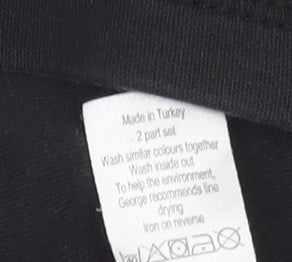 Made in Turkey
2 part set
Wash similar colours together
Wash inside out
To help the environment,
George recommends line
drying
Iron on reverse